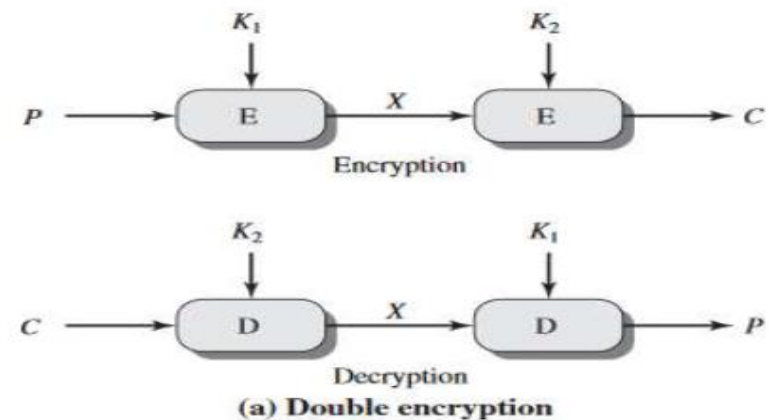 K₁ K₂
P E X E C
Encryption
K₂ K₁
C D X D P
Decryption
(a) Double encryption